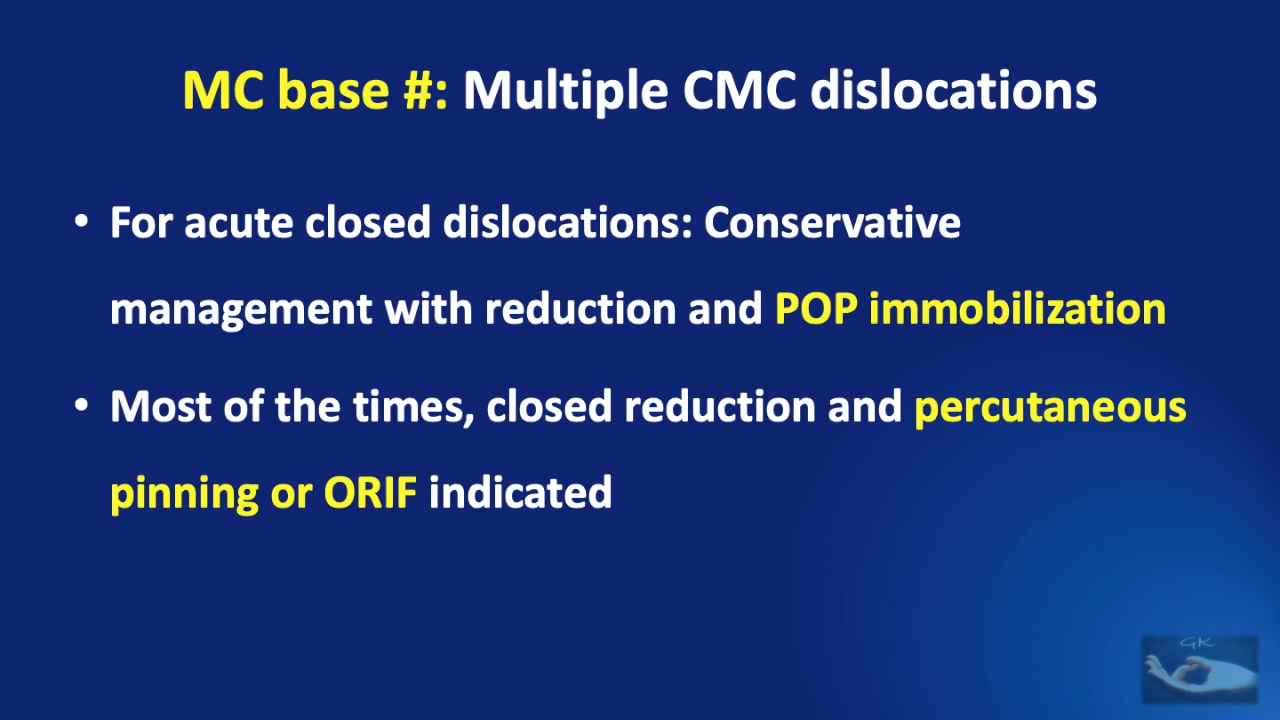 MC base #: Multiple CMC dislocations
• For acute closed dislocations: Conservative
management with reduction and POP immobilization
• Most of the times, closed reduction and percutaneous
pinning or ORIF indicated
GK